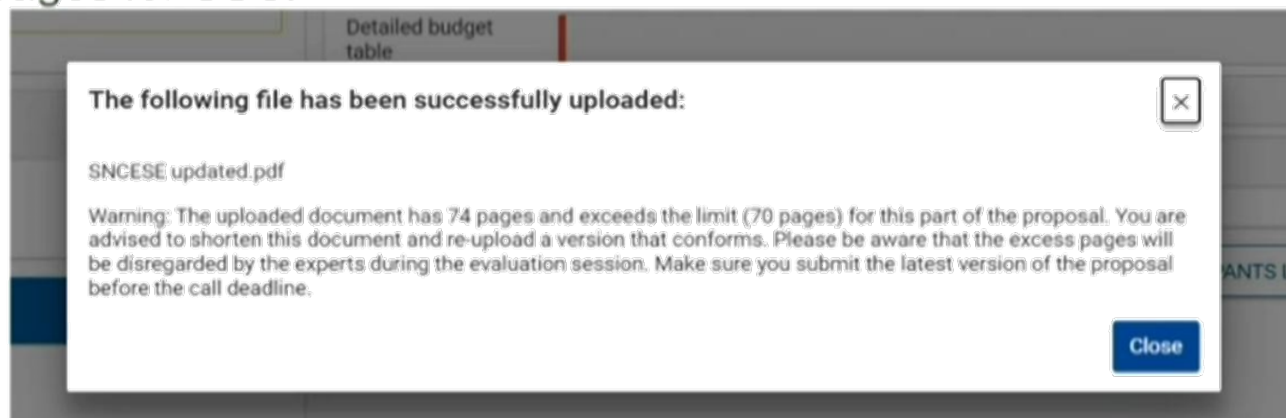 Detailed budget
table
The following file has been successfully uploaded:
SNCESE updated.pdf
Warning: The uploaded document has 74 pages and exceeds the limit (70 pages) for this part of the proposal. You are
advised to shorten this document and re-upload a version that conforms. Please be aware that the excess pages will
be disregarded by the experts during the evaluation session. Make sure you submit the latest version of the proposal
before the call deadline.
ANTS
Close